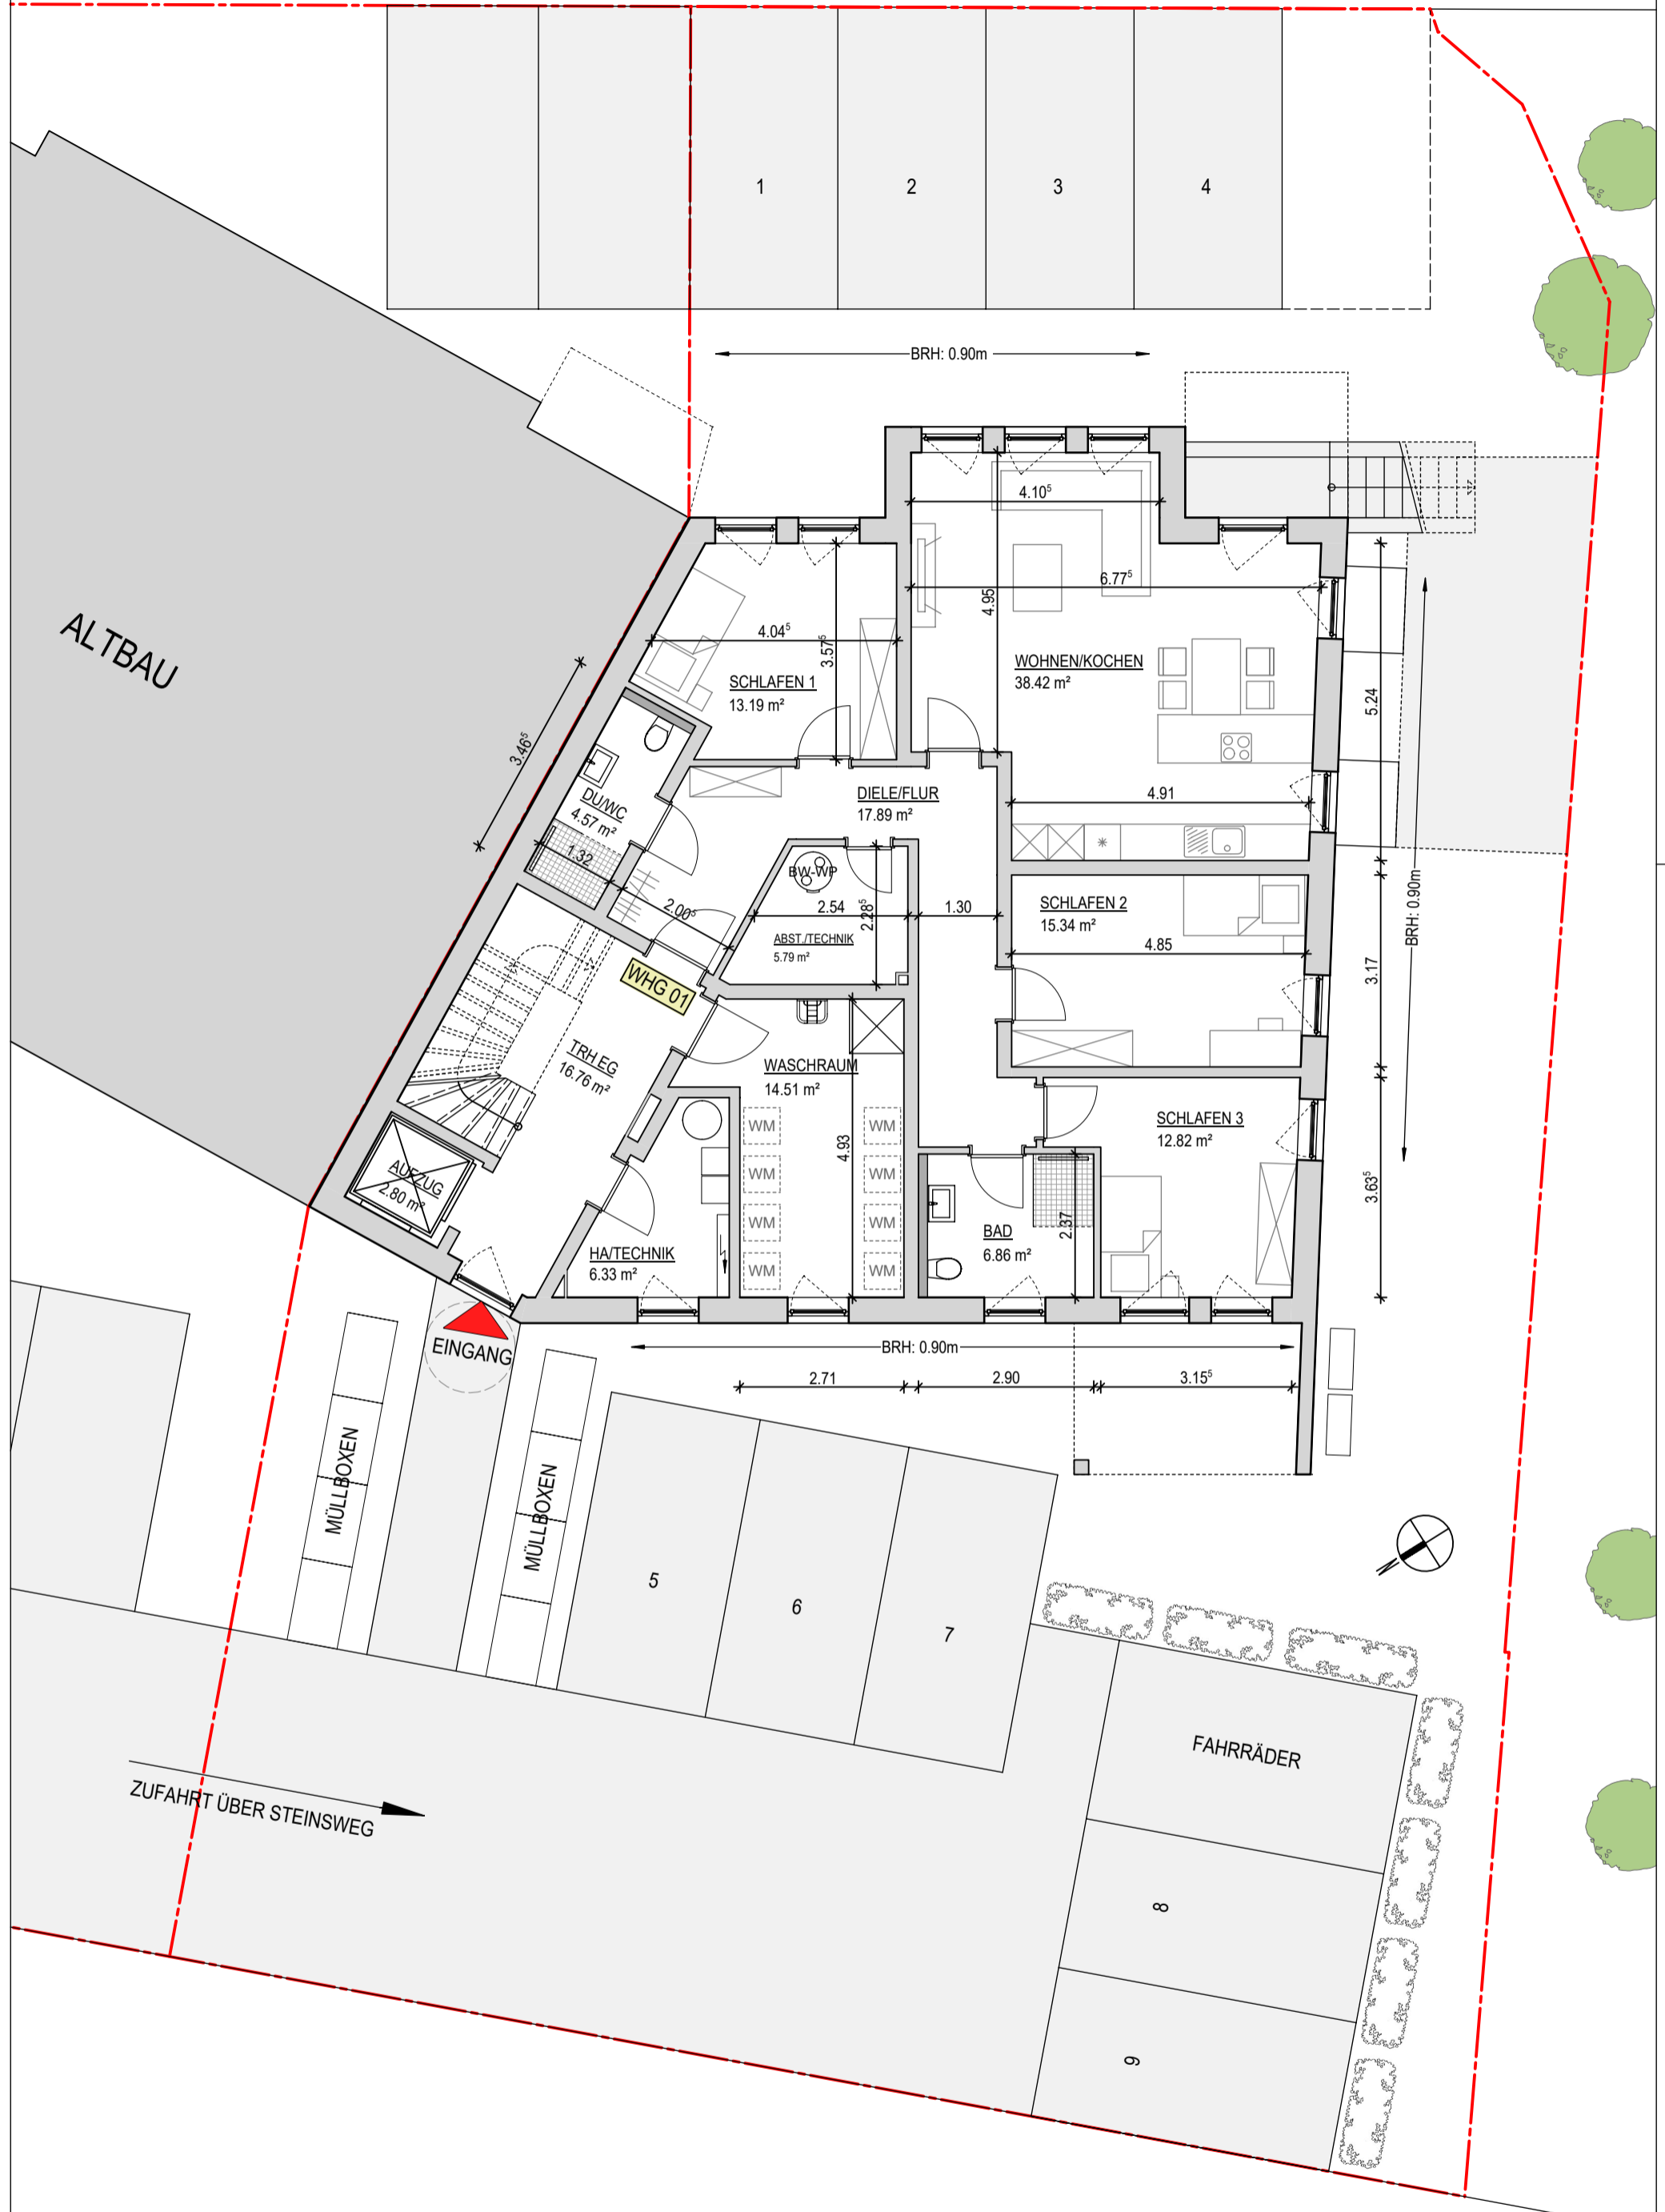 1
2
3
4
BRH: 0.90m
ALTBAU
4.10⁵
6.77⁵
4.95
WOHNEN/KOCHEN
38.42 m²
4.04⁵
3.57⁵
SCHLAFEN 1
13.19 m²
3.46⁵
5.24
DU/WC
4.57 m²
1.32
DIELE/FLUR
17.89 m²
4.91
BW-WP
2.00⁵
2.54
2.28⁵
1.30
ABST./TECHNIK
5.79 m²
SCHLAFEN 2
15.34 m²
4.85
3.17
BRH: 0.90m
WHG 01
TRH EG
16.76 m²
WASCHRAUM
14.51 m²
4.93
WM
WM
WM
WM
WM
WM
WM
WM
SCHLAFEN 3
12.82 m²
3.63⁵
AUFZUG
2.80 m²
HA/TECHNIK
6.33 m²
BAD
6.86 m²
2.37
EINGANG
BRH: 0.90m
2.71
2.90
3.15⁵
MÜLLBOXEN
MÜLLBOXEN
5
6
7
N
FAHRRÄDER
ZUFAHRT ÜBER STEINSWEG
8
9